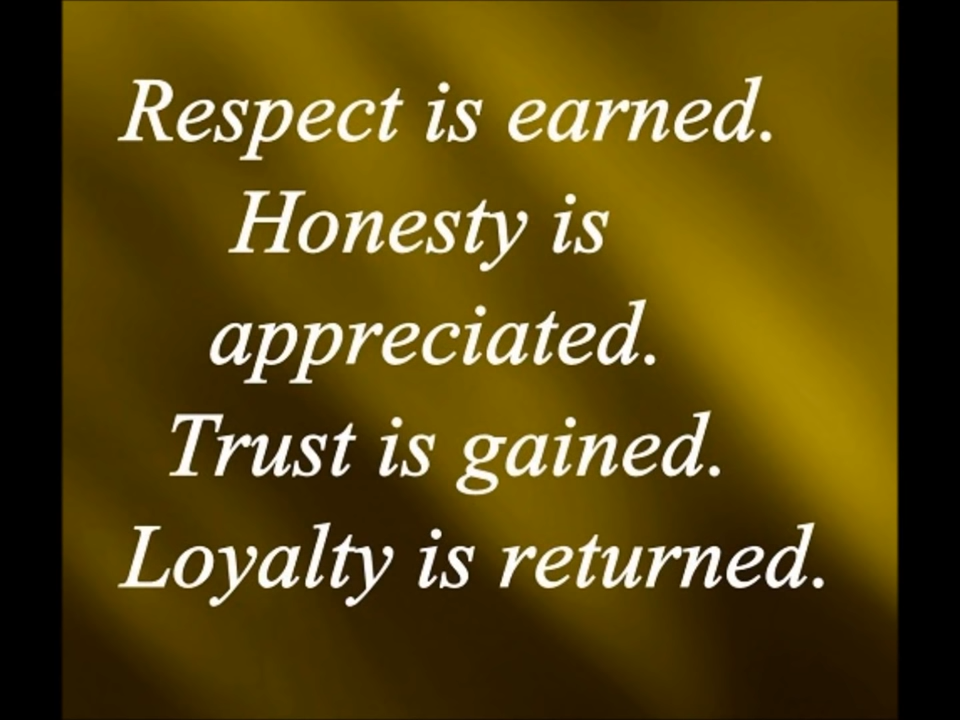 Respect is earned.
Honesty is
appreciated.
Trust is gained.
Loyalty is returned.